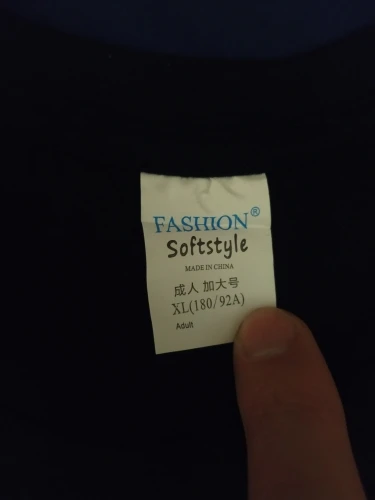 FASHION®
Softstyle
MADE IN CHINA
成人 加大号
XL(180/92A)
Adult